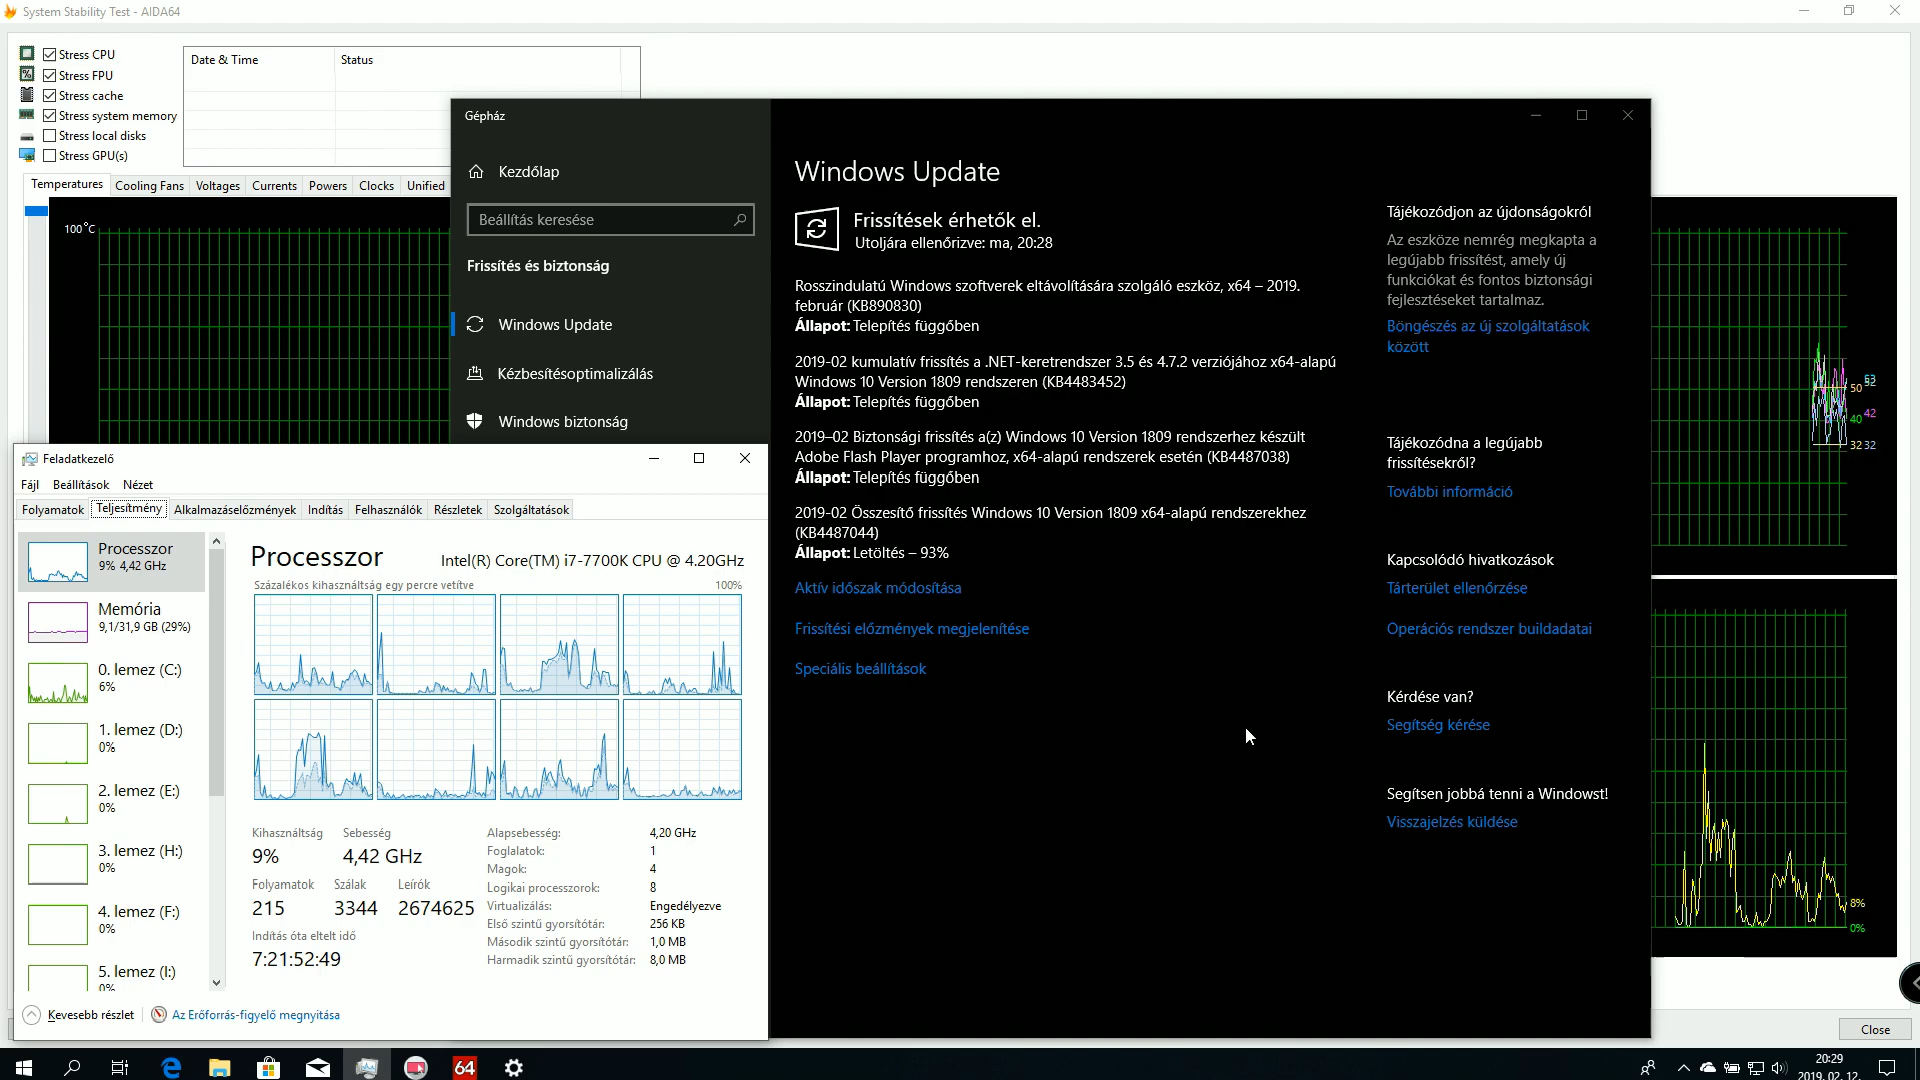 System Stability Test - AIDA64
Stress CPU
Stress FPU
Stress cache
Stress system memory
Stress local disks
Stress GPU(s)
Date & Time Status
Temperatures Cooling Fans Voltages Currents Powers Clocks Unified
100°C
Gépház
Kezdőlap
Beállítás keresése
Frissítés és biztonság
Windows Update
Kézbesítésoptimalizálás
Windows biztonság
Windows Update
Frissítések érhetők el.
Utoljára ellenőrizve: ma, 20:28
Rosszindulatú Windows szoftverek eltávolítására szolgáló eszköz, x64 – 2019.
február (KB890830)
Állapot: Telepítés függőben
2019-02 kumulatív frissítés a .NET-keretrendszer 3.5 és 4.7.2 verziójához x64-alapú
Windows 10 Version 1809 rendszeren (KB4483452)
Állapot: Telepítés függőben
2019–02 Biztonsági frissítés a(z) Windows 10 Version 1809 rendszerhez készült
Adobe Flash Player programhoz, x64-alapú rendszerek esetén (KB4487038)
Állapot: Telepítés függőben
2019-02 Összesítő frissítés Windows 10 Version 1809 x64-alapú rendszerekhez
(KB4487044)
Állapot: Letöltés – 93%
Aktív időszak módosítása
Frissítési előzmények megjelenítése
Speciális beállítások
Tájékozódjon az újdonságokról
Az eszköze nemrég megkapta a
legújabb frissítést, amely új
funkciókat és fontos biztonsági
fejlesztéseket tartalmaz.
Böngészés az új szolgáltatások
között
Tájékozódna a legújabb
frissítésekről?
További információ
Kapcsolódó hivatkozások
Tárterület ellenőrzése
Operációs rendszer buildadatai
Kérdése van?
Segítség kérése
Segítsen jobbá tenni a Windowst!
Visszajelzés küldése
50
40 42
32 32
8%
0%
Close
Feladatkezelő
Fájl Beállítások Nézet
Folyamatok Teljesítmény Alkalmazáselőzmények Indítás Felhasználók Részletek Szolgáltatások
Processzor
9% 4,42 GHz
Memória
9,1/31,9 GB (29%)
0. lemez (C:)
6%
1. lemez (D:)
0%
2. lemez (E:)
0%
3. lemez (H:)
0%
4. lemez (F:)
0%
5. lemez (I:)
0%
Processzor Intel(R) Core(TM) i7-7700K CPU @ 4.20GHz
Százalékos kihasználtság egy percre vetítve 100%
Kihasználtság Sebesség
9% 4,42 GHz
Folyamatok Szálak Leírók
215 3344 2674625
Indítás óta eltelt idő
7:21:52:49
Alapsebesség: 4,20 GHz
Foglalatok: 1
Magok: 4
Logikai processzorok: 8
Virtualizálás: Engedélyezve
Első szintű gyorsítótár: 256 KB
Második szintű gyorsítótár: 1,0 MB
Harmadik szintű gyorsítótár: 8,0 MB
Kevesebb részlet Az Erőforrás-figyelő megnyitása
64
20:29
2019. 02. 12.